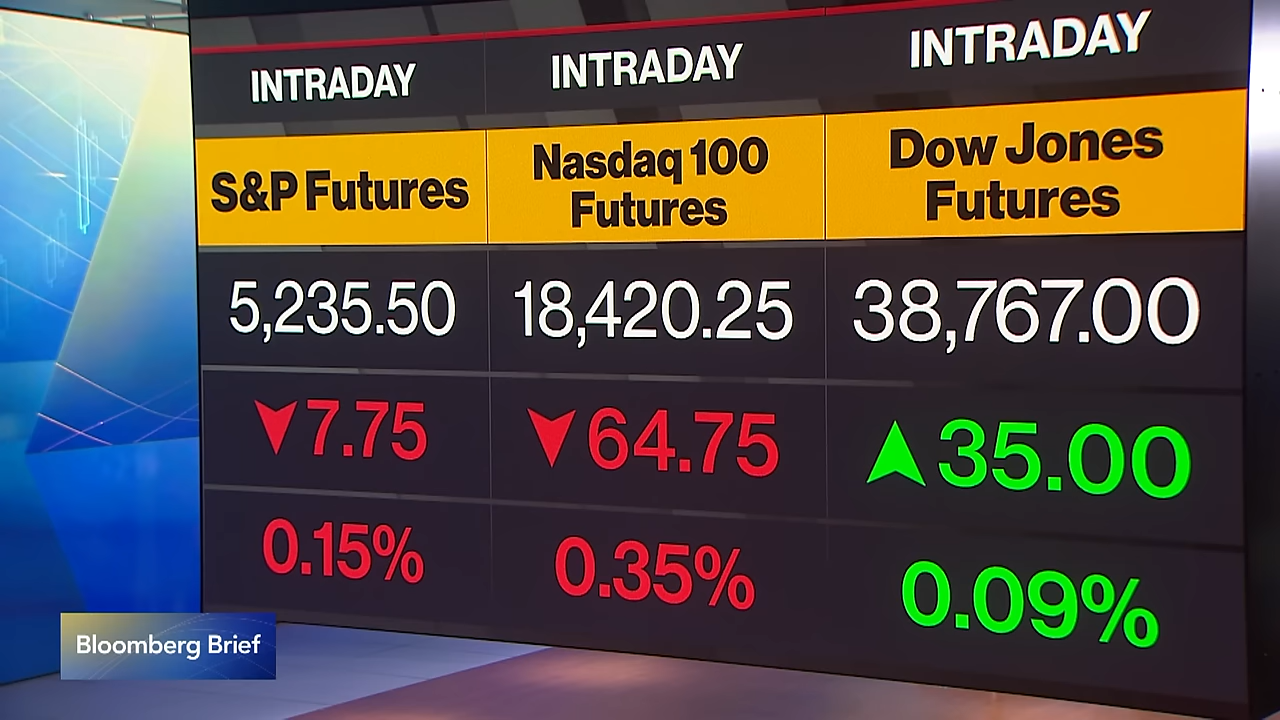 INTRADAY INTRADAY INTRADAY
S&P Futures
Nasdaq 100
Futures
Dow Jones
Futures
5,235.50 18,420.25 38,767.00
▼7.75 ▼64.75 ▲35.00
0.15% 0.35% 0.09%
Bloomberg Brief